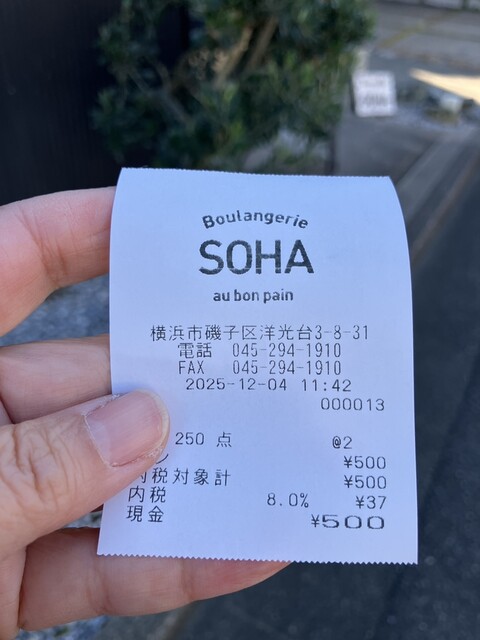 Boulangerie
SOHA
au bon pain
横浜市磯子区洋光台3-8-31
電話 045-294-1910
FAX 045-294-1910
2025-12-04 11:42
000013
250 点 @2
¥500
内税対象計 ¥500
内税 8.0% ¥37
現金 ¥500